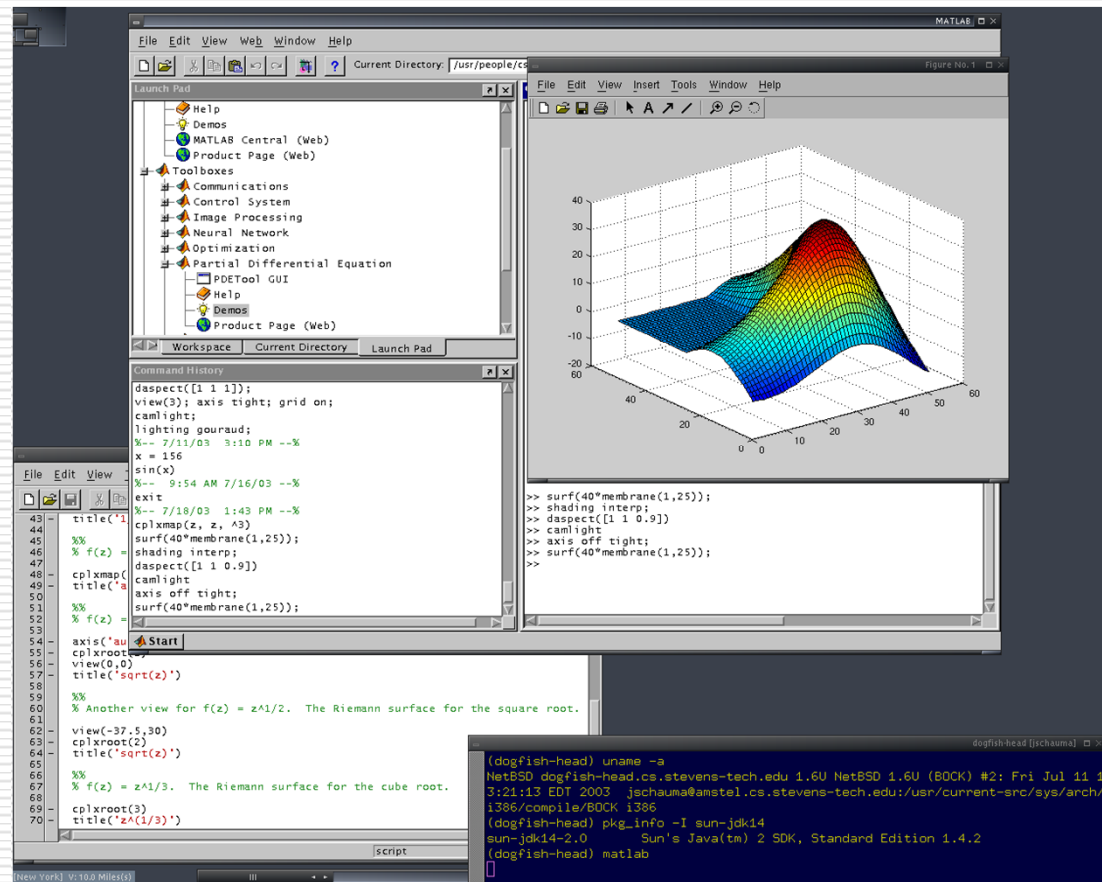 MATLAB
File Edit View Web Window Help
Current Directory: /usr/people/cs
Launch Pad
Help
Demos
MATLAB Central (Web)
Product Page (Web)
Toolboxes
Communications
Control System
Image Processing
Neural Network
Optimization
Partial Differential Equation
PDETool GUI
Help
Demos
Product Page (Web)
Workspace Current Directory Launch Pad
Command History
daspect([1 1 1]);
view(3); axis tight; grid on;
camlight;
lighting gouraud;
%-- 7/11/03 3:10 PM --%
x = 156
sin(x)
%-- 9:54 AM 7/16/03 --%
exit
%-- 7/18/03 1:43 PM --%
cplxmap(z, z, ^3)
surf(40*membrane(1,25));
shading interp;
daspect([1 1 0.9])
camlight
axis off tight;
surf(40*membrane(1,25));
Start
Figure No. 1
File Edit View Insert Tools Window Help
40
30
20
10
0
-10
-20
60
40
20
0
0
10
20
30
40
50
60
>> surf(40*membrane(1,25));
>> shading interp;
>> daspect([1 1 0.9])
>> camlight
>> axis off tight;
>> surf(40*membrane(1,25));
>>
File Edit View
43 - title('1
44
45 %%
46 % f(z) =
47
48 - cplxmap(
49 - title('a
50
51 %%
52 % f(z) =
53
54 - axis('au
55 - cplxroot(2)
56 - view(0,0)
57 - title('sqrt(z)')
58
59 %%
60 % Another view for f(z) = z^1/2. The Riemann surface for the square root.
61
62 - view(-37.5,30)
63 - cplxroot(2)
64 - title('sqrt(z)')
65
66 %%
67 % f(z) = z^1/3. The Riemann surface for the cube root.
68
69 - cplxroot(3)
70 - title('z^(1/3)')
script
dogfish-head [jschauma]
(dogfish-head) uname -a
NetBSD dogfish-head.cs.stevens-tech.edu 1.6U NetBSD 1.6U (BOCK) #2: Fri Jul 11 1
3:21:13 EDT 2003 jschauma@amstel.cs.stevens-tech.edu:/usr/current-src/sys/arch/
i386/compile/BOCK i386
(dogfish-head) pkg_info -I sun-jdk14
sun-jdk14-2.0 Sun's Java(tm) 2 SDK, Standard Edition 1.4.2
(dogfish-head) matlab
[New York] V: 10.0 Miles(s)